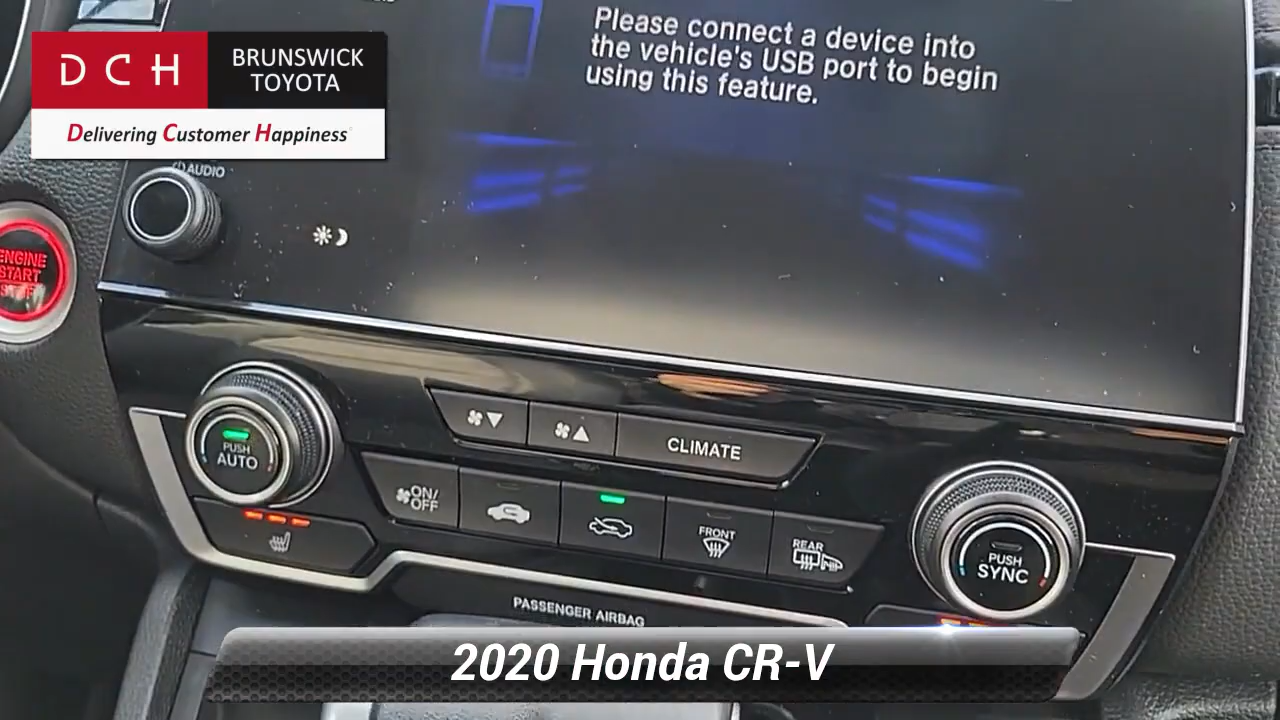 Please connect a device into
the vehicle's USB port to begin
using this feature.
D C H
BRUNSWICK
TOYOTA
Delivering Customer Happiness
AUDIO
ENGINE
START
STOP
PUSH
AUTO
CLIMATE
ON/
OFF
FRONT
REAR
PUSH
SYNC
PASSENGER AIRBAG
2020 Honda CR-V